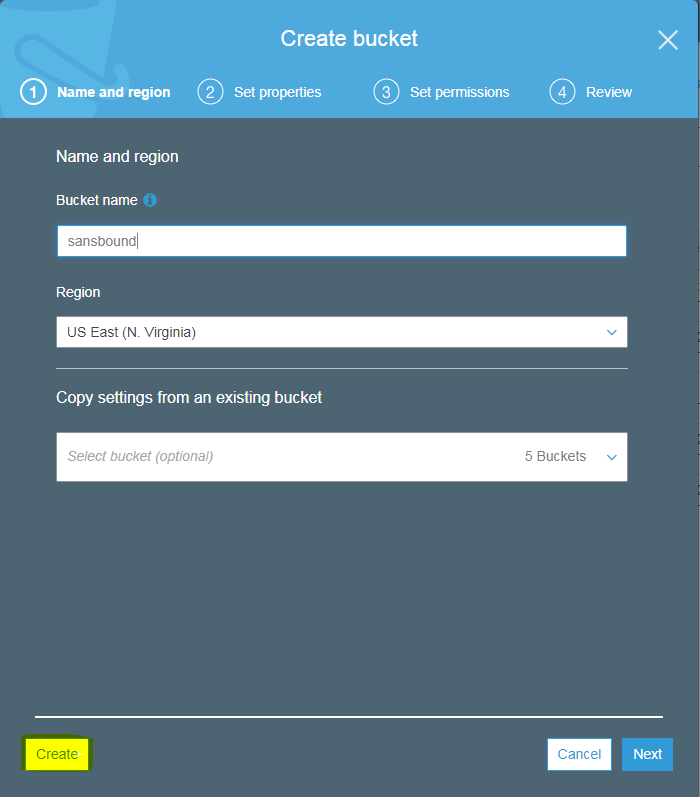 Create bucket
1 Name and region 2 Set properties 3 Set permissions 4 Review
Name and region
Bucket name i
sansbound
Region
US East (N. Virginia)
Copy settings from an existing bucket
Select bucket (optional) 5 Buckets
Create Cancel Next